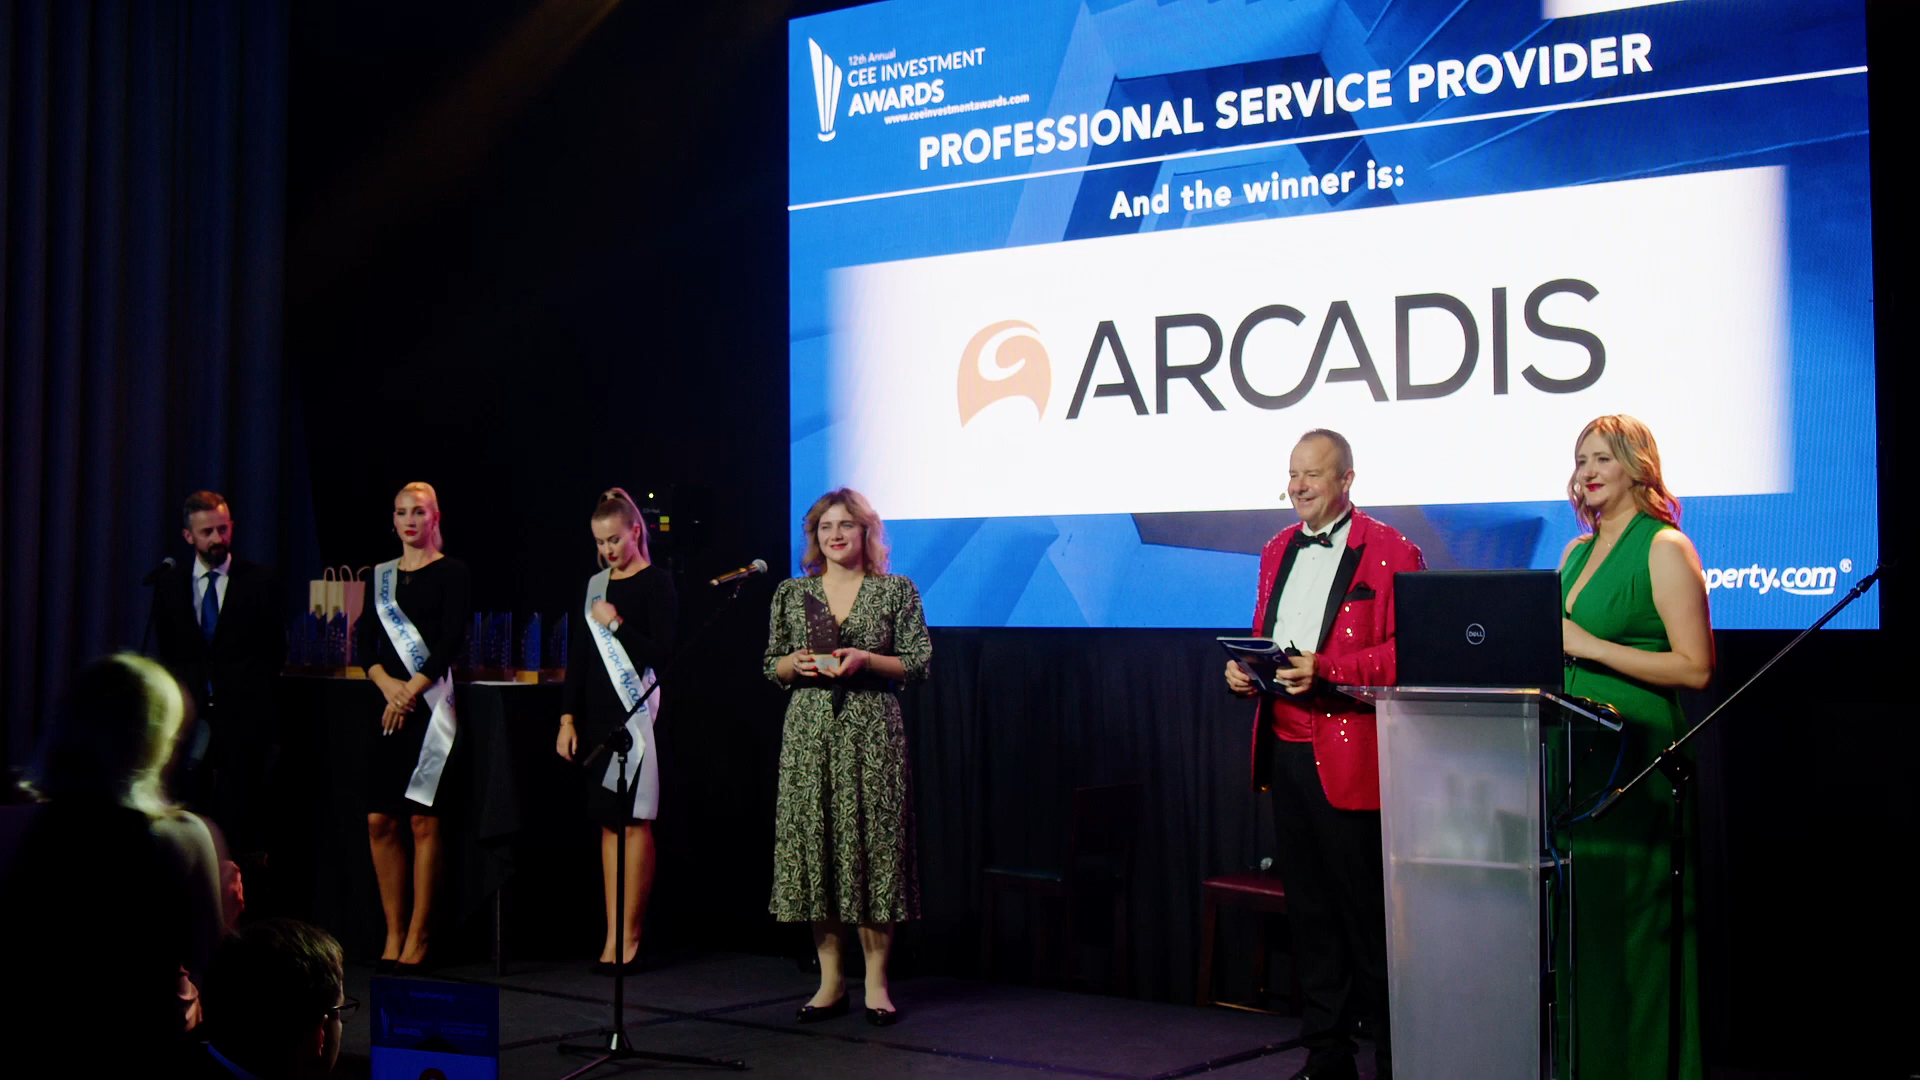 12th Annual
CEE INVESTMENT
AWARDS
www.ceeinvestmentawards.com
PROFESSIONAL SERVICE PROVIDER
And the winner is:
ARCADIS
perty.com®
DELL